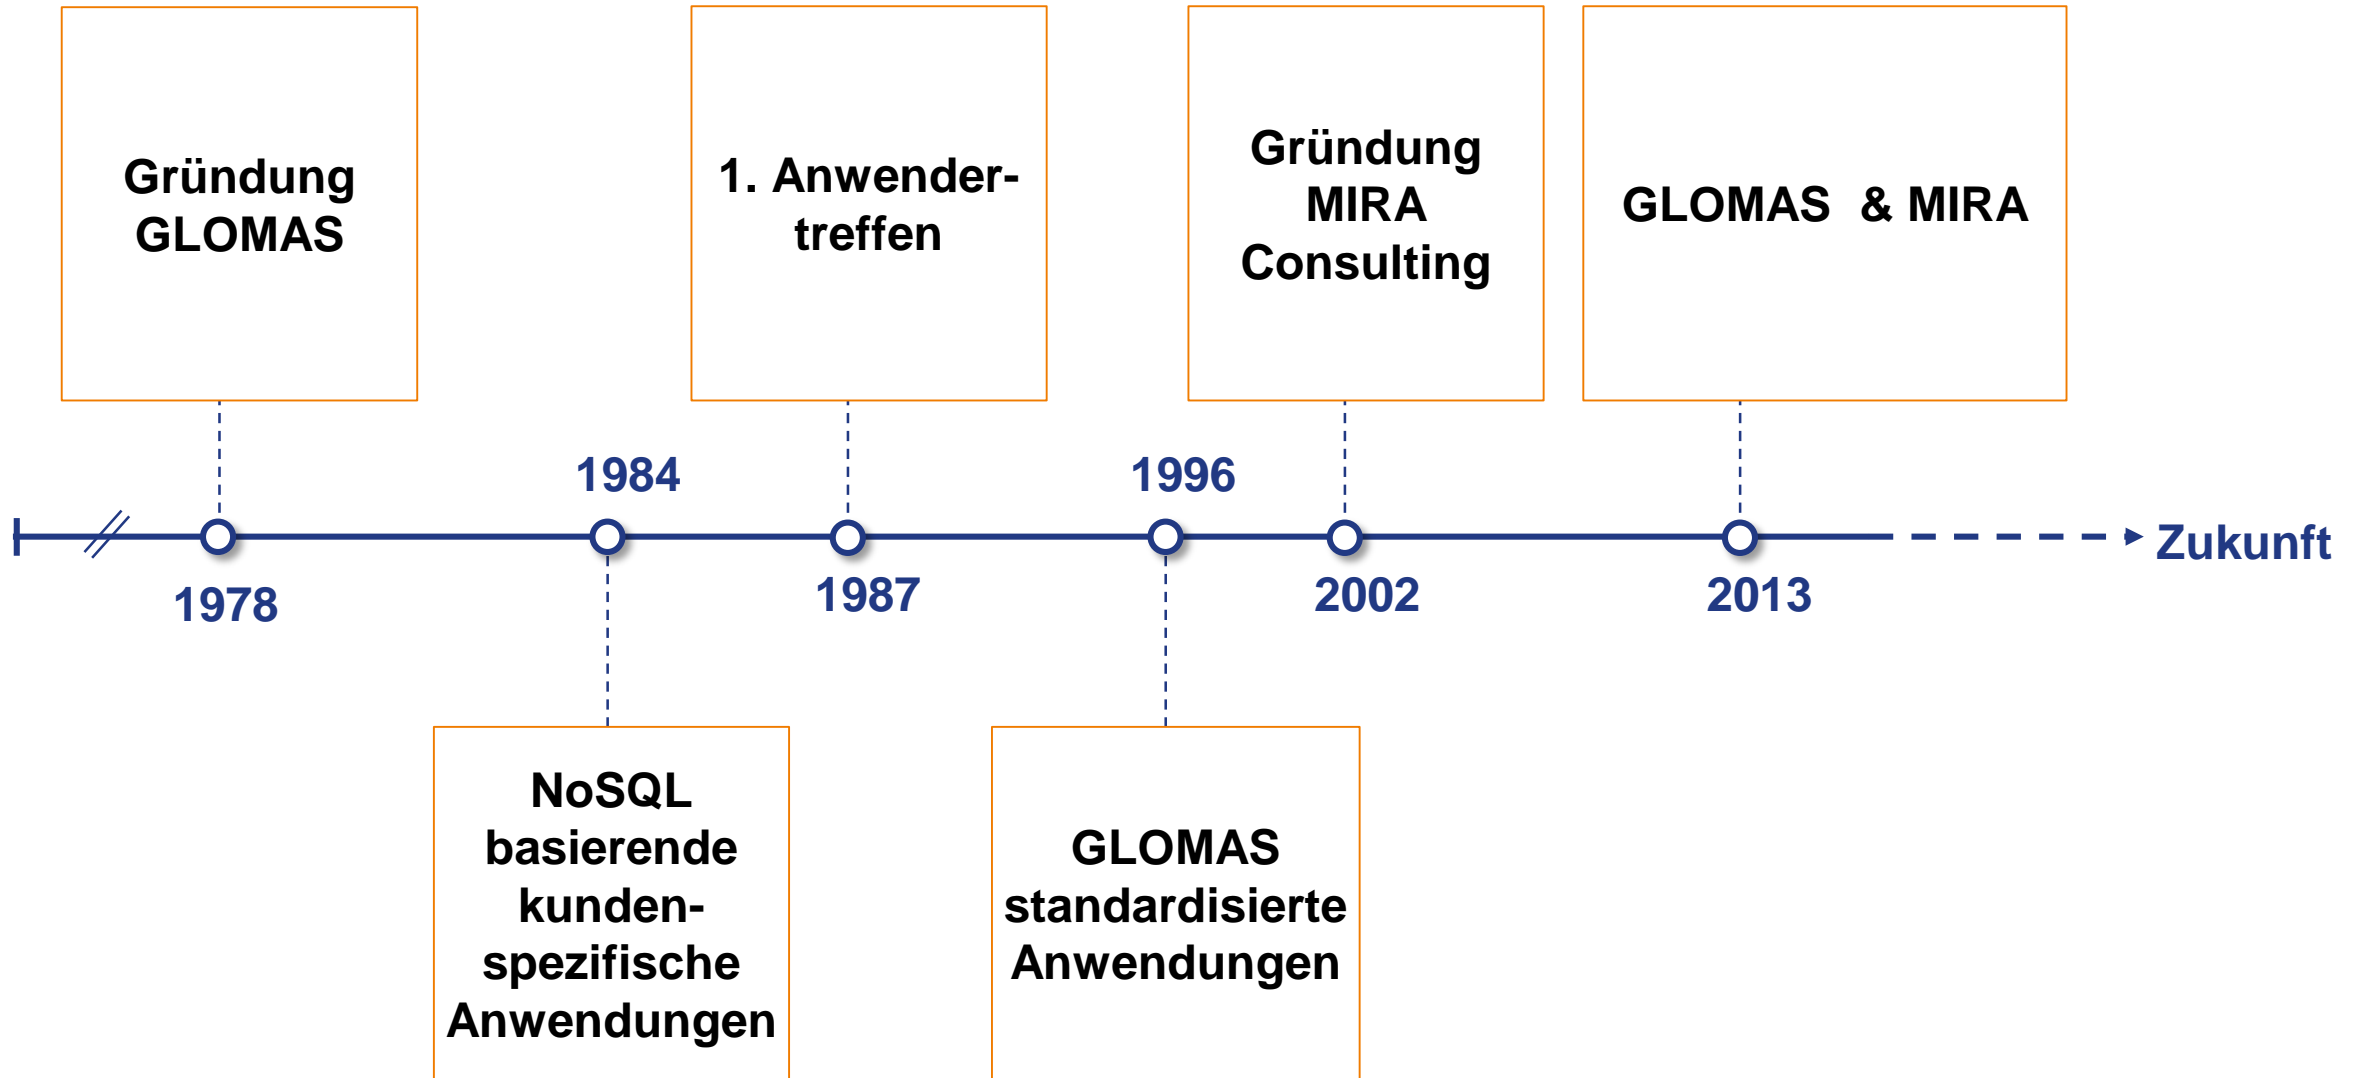 Gründung
GLOMAS
1. Anwender-
treffen
Gründung
MIRA
Consulting
GLOMAS & MIRA
1984
1996
Zukunft
1978
1987
2002
2013
NoSQL
basierende
kunden-
spezifische
Anwendungen
GLOMAS
standardisierte
Anwendungen